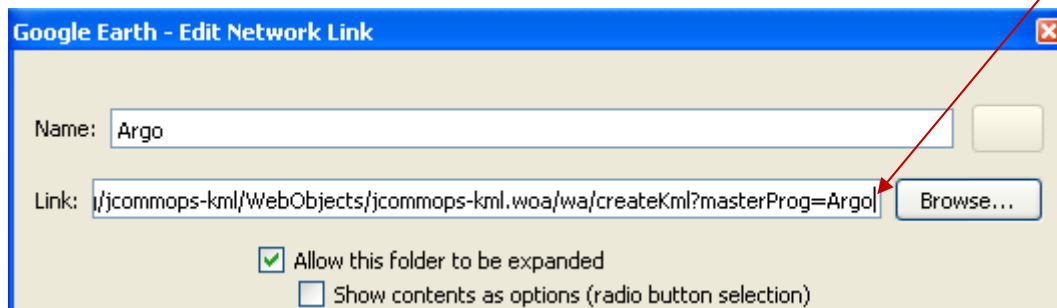 Google Earth - Edit Network Link
Name: Argo
Link: /jcommops-kml/WebObjects/jcommops-kml.woa/wa/createKml?masterProg=Argo Browse...
Allow this folder to be expanded
Show contents as options (radio button selection)